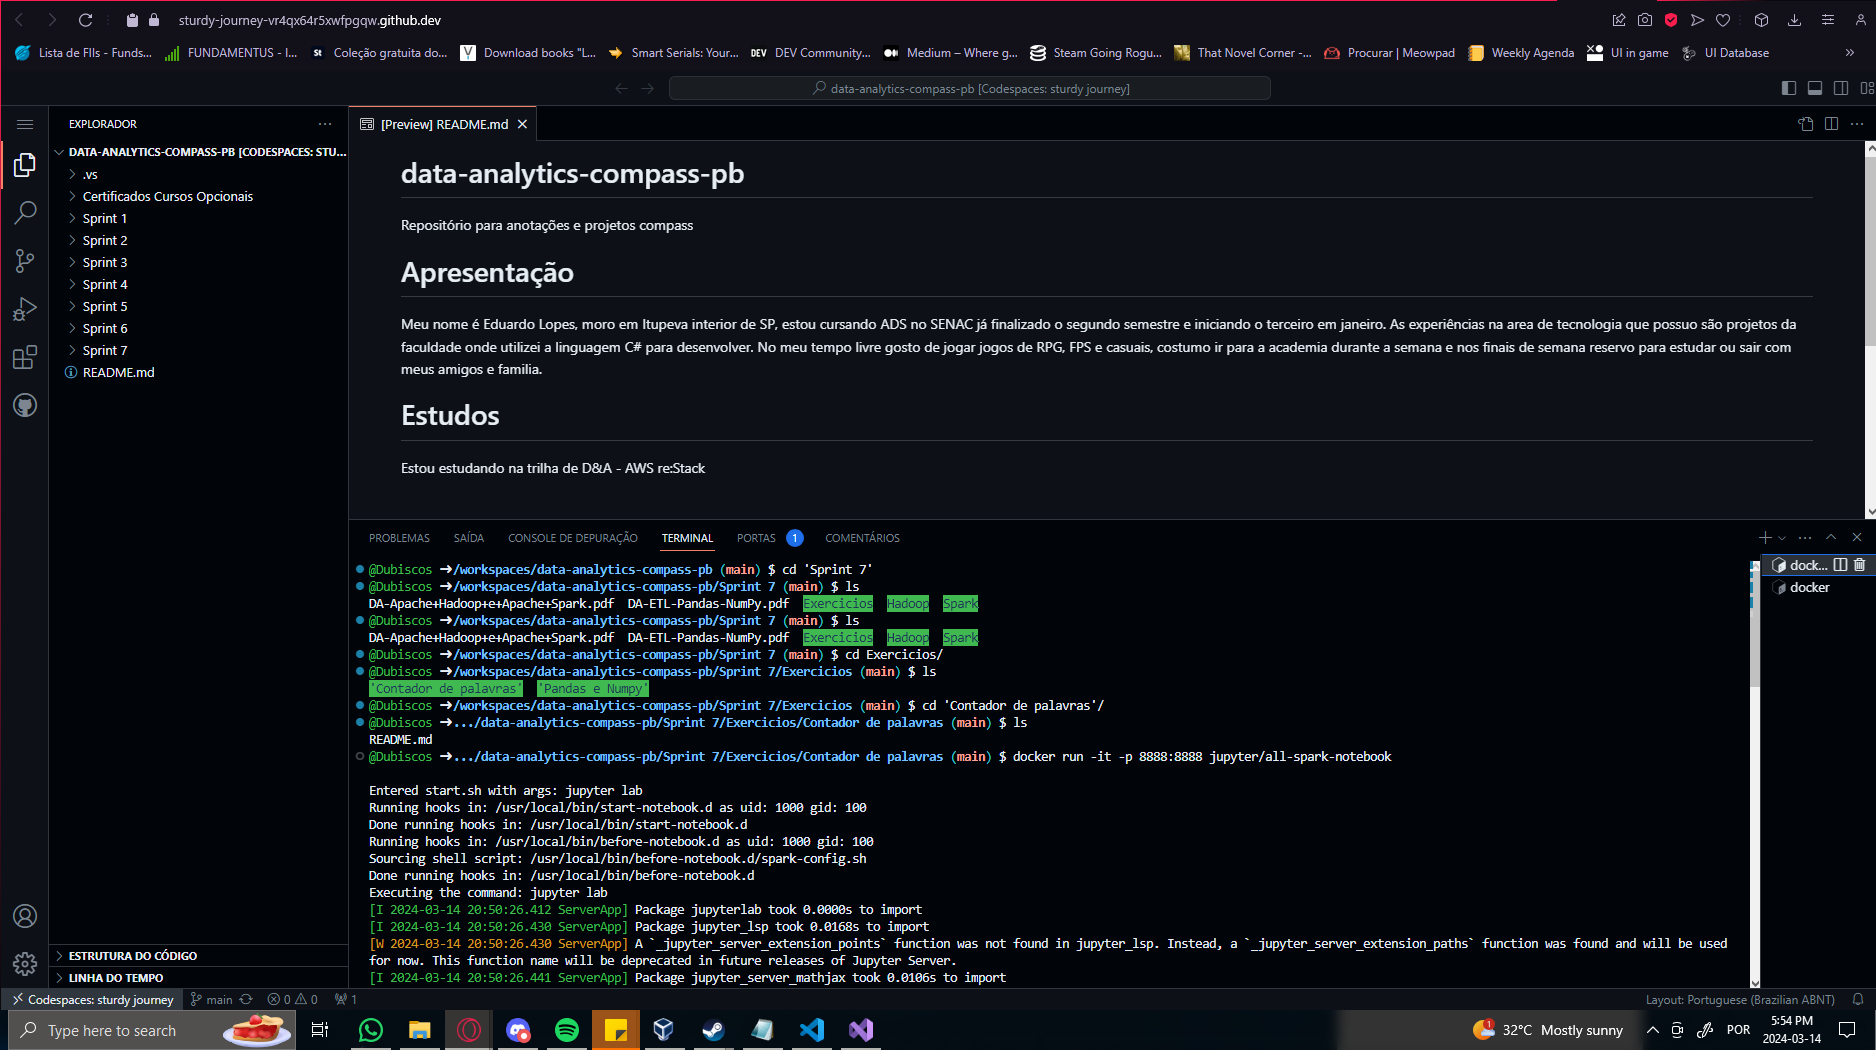 sturdy-journey-vr4qx64r5xwfpgqw.github.dev
Lista de FIIs - Funds...
FUNDAMENTUS - I...
St
Coleção gratuita do...
V
Download books "L...
Smart Serials: Your...
DEV
DEV Community...
Medium – Where g...
Steam Going Rogu...
That Novel Corner -...
Procurar | Meowpad
Weekly Agenda
UI in game
UI Database
»
data-analytics-compass-pb [Codespaces: sturdy journey]
EXPLORADOR
[Preview] README.md
DATA-ANALYTICS-COMPASS-PB [CODESPACES: STU...
.vs
Certificados Cursos Opcionais
Sprint 1
Sprint 2
Sprint 3
Sprint 4
Sprint 5
Sprint 6
Sprint 7
README.md
data-analytics-compass-pb
Repositório para anotações e projetos compass
Apresentação
Meu nome é Eduardo Lopes, moro em Itupeva interior de SP, estou cursando ADS no SENAC já finalizado o segundo semestre e iniciando o terceiro em janeiro. As experiências na area de tecnologia que possuo são projetos da
faculdade onde utilizei a linguagem C# para desenvolver. No meu tempo livre gosto de jogar jogos de RPG, FPS e casuais, costumo ir para a academia durante a semana e nos finais de semana reservo para estudar ou sair com
meus amigos e familia.
Estudos
Estou estudando na trilha de D&A - AWS re:Stack
PROBLEMAS
SAÍDA
CONSOLE DE DEPURAÇÃO
TERMINAL
PORTAS
1
COMENTÁRIOS
@Dubiscos ➜/workspaces/data-analytics-compass-pb (main) $ cd 'Sprint 7'
@Dubiscos ➜/workspaces/data-analytics-compass-pb/Sprint 7 (main) $ ls
DA-Apache+Hadoop+e+Apache+Spark.pdf DA-ETL-Pandas-NumPy.pdf Exercicios Hadoop Spark
@Dubiscos ➜/workspaces/data-analytics-compass-pb/Sprint 7 (main) $ ls
DA-Apache+Hadoop+e+Apache+Spark.pdf DA-ETL-Pandas-NumPy.pdf Exercicios Hadoop Spark
@Dubiscos ➜/workspaces/data-analytics-compass-pb/Sprint 7 (main) $ cd Exercicios/
@Dubiscos ➜/workspaces/data-analytics-compass-pb/Sprint 7/Exercicios (main) $ ls
'Contador de palavras' 'Pandas e Numpy'
@Dubiscos ➜/workspaces/data-analytics-compass-pb/Sprint 7/Exercicios (main) $ cd 'Contador de palavras'/
@Dubiscos ➜.../data-analytics-compass-pb/Sprint 7/Exercicios/Contador de palavras (main) $ ls
README.md
@Dubiscos ➜.../data-analytics-compass-pb/Sprint 7/Exercicios/Contador de palavras (main) $ docker run -it -p 8888:8888 jupyter/all-spark-notebook
Entered start.sh with args: jupyter lab
Running hooks in: /usr/local/bin/start-notebook.d as uid: 1000 gid: 100
Done running hooks in: /usr/local/bin/start-notebook.d
Running hooks in: /usr/local/bin/before-notebook.d as uid: 1000 gid: 100
Sourcing shell script: /usr/local/bin/before-notebook.d/spark-config.sh
Done running hooks in: /usr/local/bin/before-notebook.d
Executing the command: jupyter lab
[I 2024-03-14 20:50:26.412 ServerApp] Package jupyterlab took 0.0000s to import
[I 2024-03-14 20:50:26.430 ServerApp] Package jupyter_lsp took 0.0168s to import
[W 2024-03-14 20:50:26.430 ServerApp] A `_jupyter_server_extension_points` function was not found in jupyter_lsp. Instead, a `_jupyter_server_extension_paths` function was found and will be used
for now. This function name will be deprecated in future releases of Jupyter Server.
[I 2024-03-14 20:50:26.441 ServerApp] Package jupyter_server_mathjax took 0.0106s to import
dock...
docker
ESTRUTURA DO CÓDIGO
LINHA DO TEMPO
Codespaces: sturdy journey
main
0
0
1
Layout: Portuguese (Brazilian ABNT)
Type here to search
1
32°C Mostly sunny
POR
5:54 PM
2024-03-14